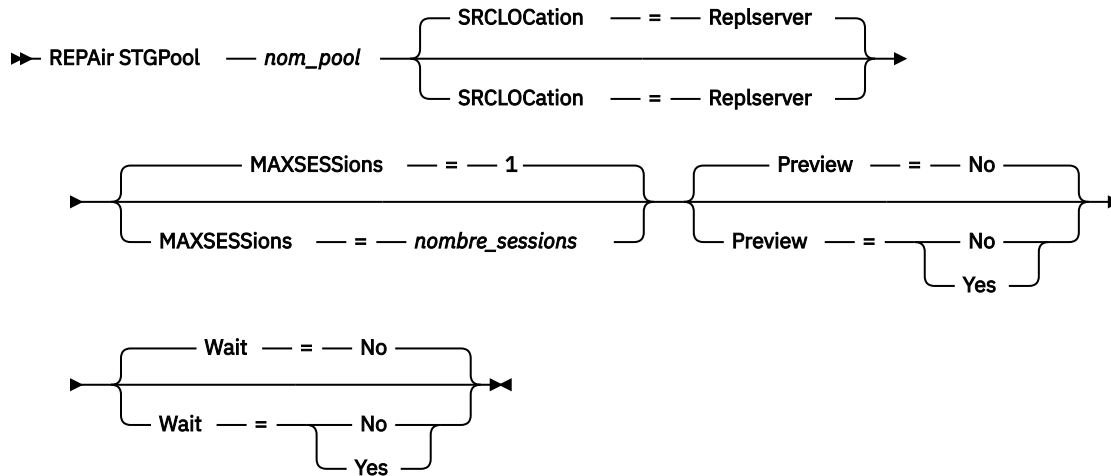 SRCLOCation = Replserver
REPAir STGPool nom_pool
SRCLOCation = Replserver
MAXSESSions = 1
MAXSESSions = nombre_sessions
Preview = No
Preview = No
Yes
Wait = No
Wait = No
Yes